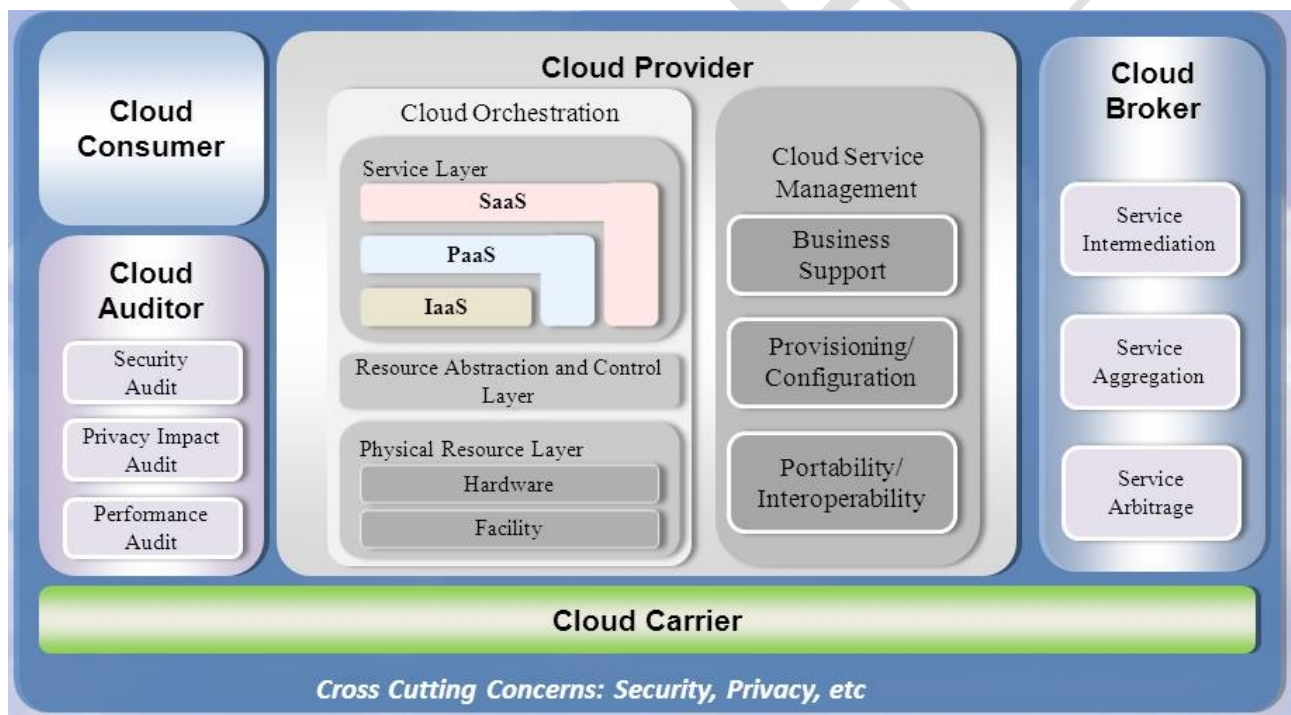 Cloud
Consumer
Cloud
Auditor
Security
Audit
Privacy Impact
Audit
Performance
Audit
Cloud Provider
Cloud Orchestration
Service Layer
SaaS
PaaS
IaaS
Resource Abstraction and Control
Layer
Physical Resource Layer
Hardware
Facility
Cloud Service
Management
Business
Support
Provisioning/
Configuration
Portability/
Interoperability
Cloud
Broker
Service
Intermediation
Service
Aggregation
Service
Arbitrage
Cloud Carrier
Cross Cutting Concerns: Security, Privacy, etc